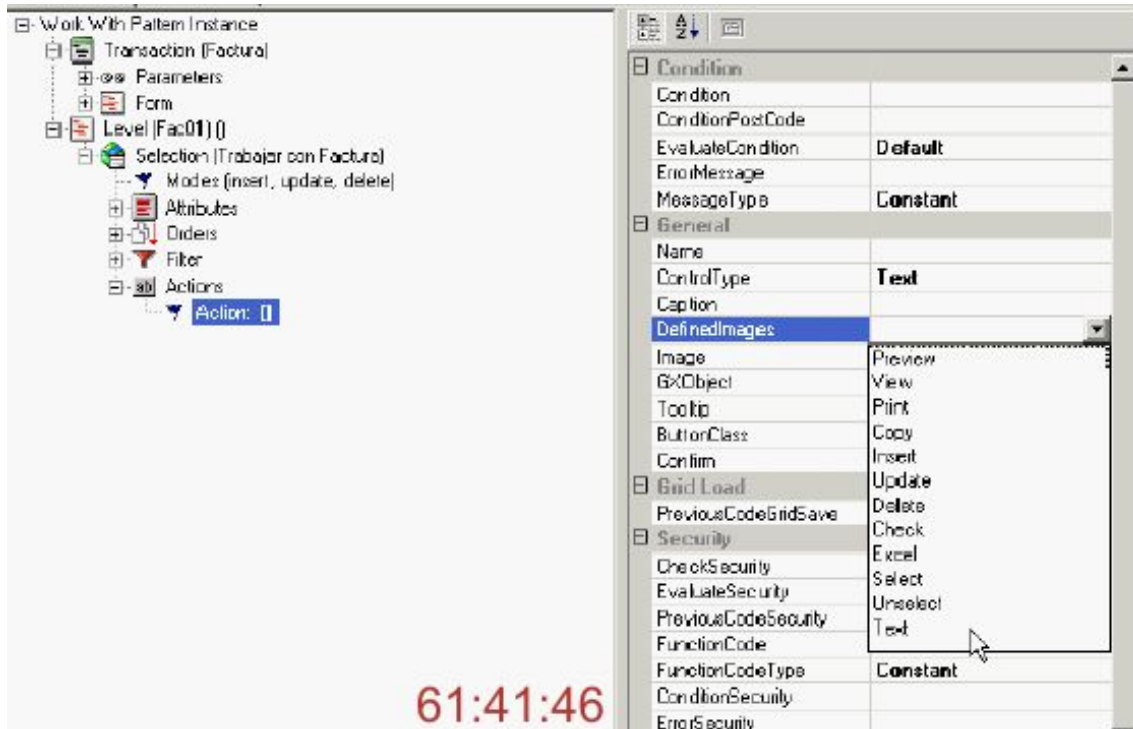 Work With Pattern Instance
Transaction (Factura)
Parameters
Form
Level (Fac01) ()
Selection (Trabajar con Factura)
Modes (insert, update, delete)
Attributes
Orders
Filter
Actions
Action: ()
61:41:46
Condition
Condition
ConditionPostCode
EvaluateCondition Default
ErrorMessage
MessageType Constant
General
Name
ControlType Text
Caption
DefinedImages
Image
GXObject
Tooltip
ButtonClass
Confirm
Preview
View
Print
Copy
Insert
Update
Delete
Check
Excel
Select
Unselect
Text
Grid Load
PreviousCodeGridSave
Security
CheckSecurity
EvaluateSecurity
PreviousCodeSecurity
FunctionCode
FunctionCodeType Constant
ConditionSecurity
ErrorSecurity